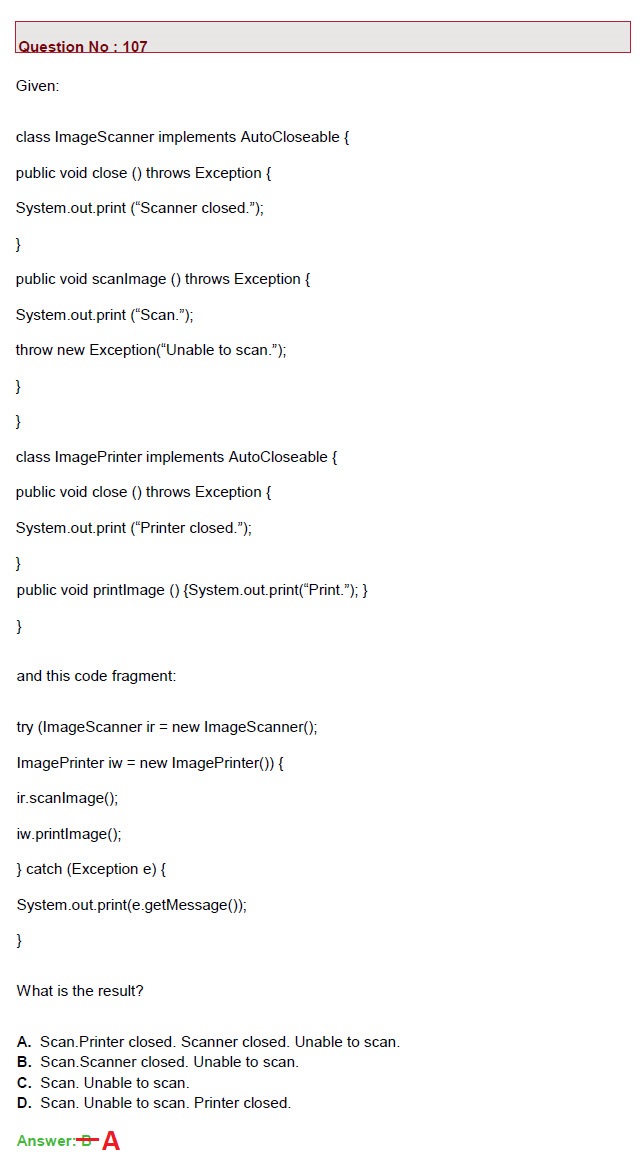 Question No : 107
Given:
class ImageScanner implements AutoCloseable {
public void close () throws Exception {
System.out.print (“Scanner closed.”);
}
public void scanImage () throws Exception {
System.out.print (“Scan.”);
throw new Exception(“Unable to scan.”);
}
}
class ImagePrinter implements AutoCloseable {
public void close () throws Exception {
System.out.print (“Printer closed.”);
}
public void printImage () {System.out.print(“Print.”); }
}
and this code fragment:
try (ImageScanner ir = new ImageScanner();
ImagePrinter iw = new ImagePrinter()) {
ir.scanImage();
iw.printImage();
} catch (Exception e) {
System.out.print(e.getMessage());
}
What is the result?
A. Scan.Printer closed. Scanner closed. Unable to scan.
B. Scan.Scanner closed. Unable to scan.
C. Scan. Unable to scan.
D. Scan. Unable to scan. Printer closed.
Answer: B A